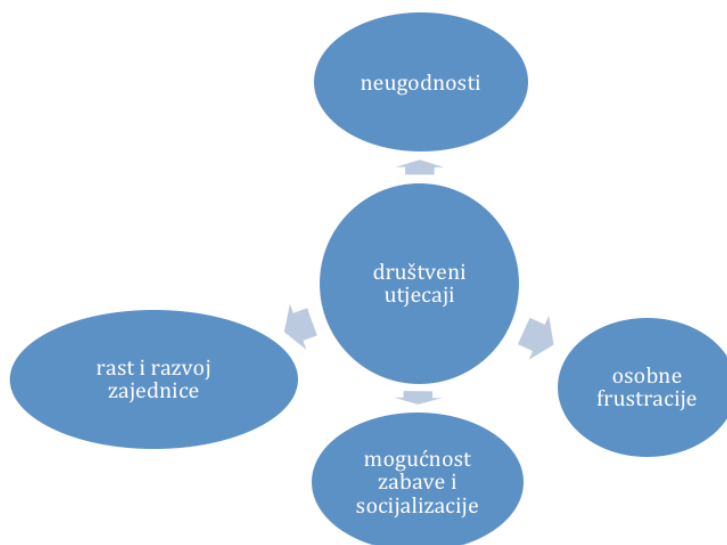 neugodnosti
društveni
utjecaji
rast i razvoj
zajednice
osobne
frustracije
mogućnost
zabave i
socijalizacije